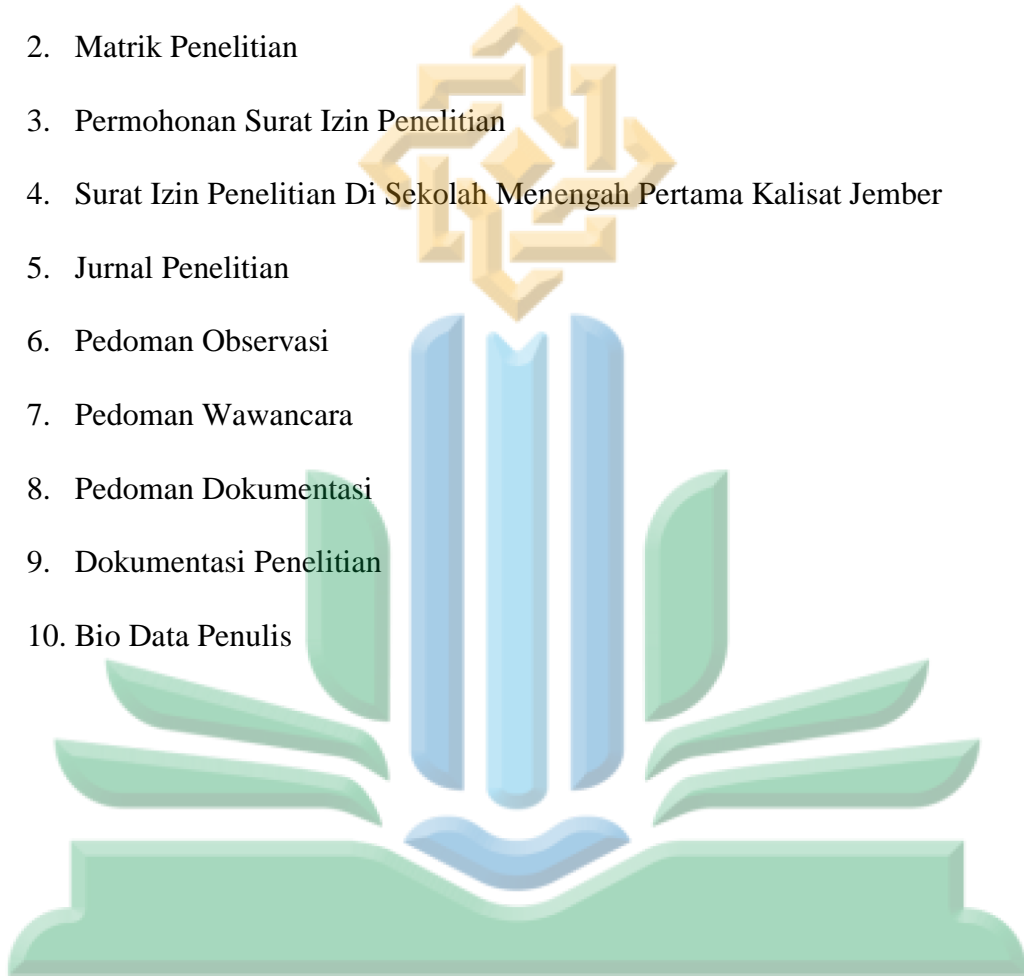 2. Matrik Penelitian
3. Permohonan Surat Izin Penelitian
4. Surat Izin Penelitian Di Sekolah Menengah Pertama Kalisat Jember
5. Jurnal Penelitian
6. Pedoman Observasi
7. Pedoman Wawancara
8. Pedoman Dokumentasi
9. Dokumentasi Penelitian
10. Bio Data Penulis